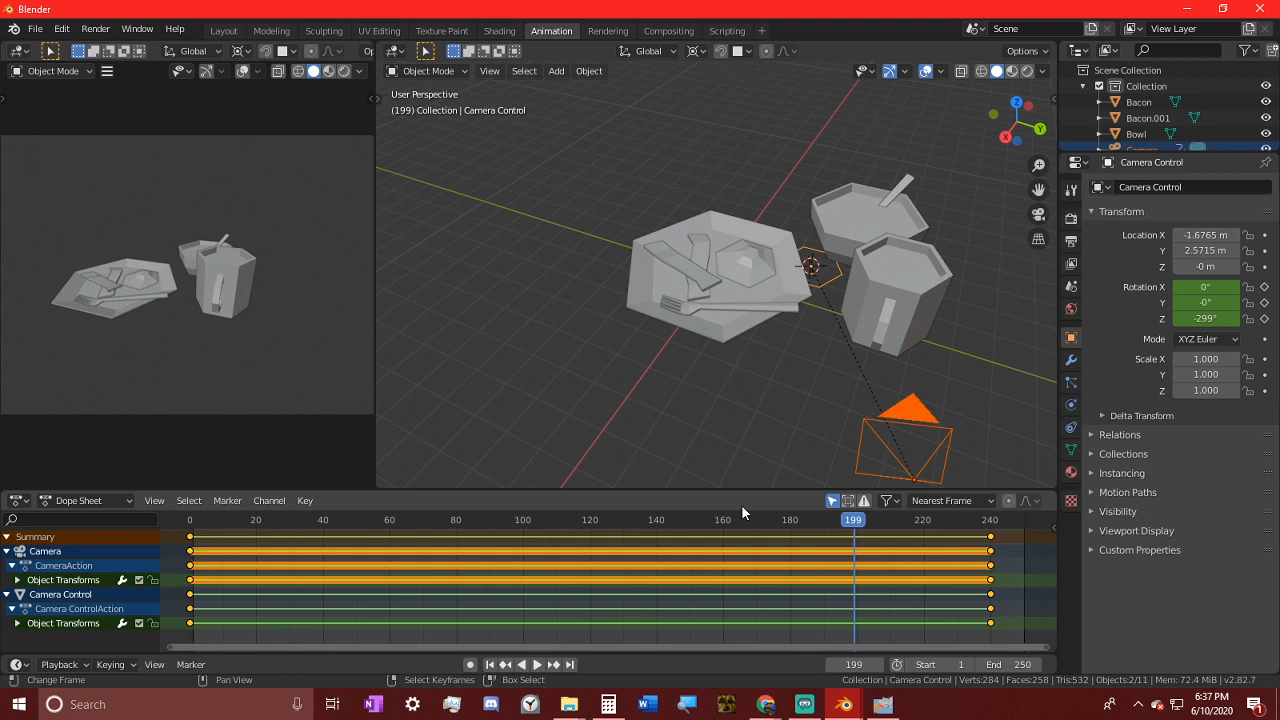 Blender
File Edit Render Window Help Layout Modeling Sculpting UV Editing Texture Paint Shading Animation Rendering Compositing Scripting + Scene View Layer
Global Op Global Options
Object Mode Object Mode View Select Add Object
Scene Collection
Collection
Bacon
Bacon.001
Bowl
Camera
User Perspective
(199) Collection | Camera Control
Z
Y
X
Camera Control
Camera Control
Transform
Location X -1.6765 m
Y 2.5715 m
Z -0 m
Rotation X 0°
Y -0°
Z -299°
Mode XYZ Euler
Scale X 1.000
Y 1.000
Z 1.000
Delta Transform
Relations
Collections
Instancing
Motion Paths
Visibility
Viewport Display
Custom Properties
Dope Sheet View Select Marker Channel Key Nearest Frame
0 20 40 60 80 100 120 140 160 180 199 220 240
Summary
Camera
CameraAction
Object Transforms
Camera Control
Camera ControlAction
Object Transforms
Playback Keying View Marker 199 Start 1 End 250
Change Frame Pan View Select Keyframes Box Select Collection | Camera Control | Verts:284 | Faces:258 | Tris:532 | Objects:2/11 | Mem: 72.4 MiB | v2.82.7
Search 6:37 PM
6/10/2020